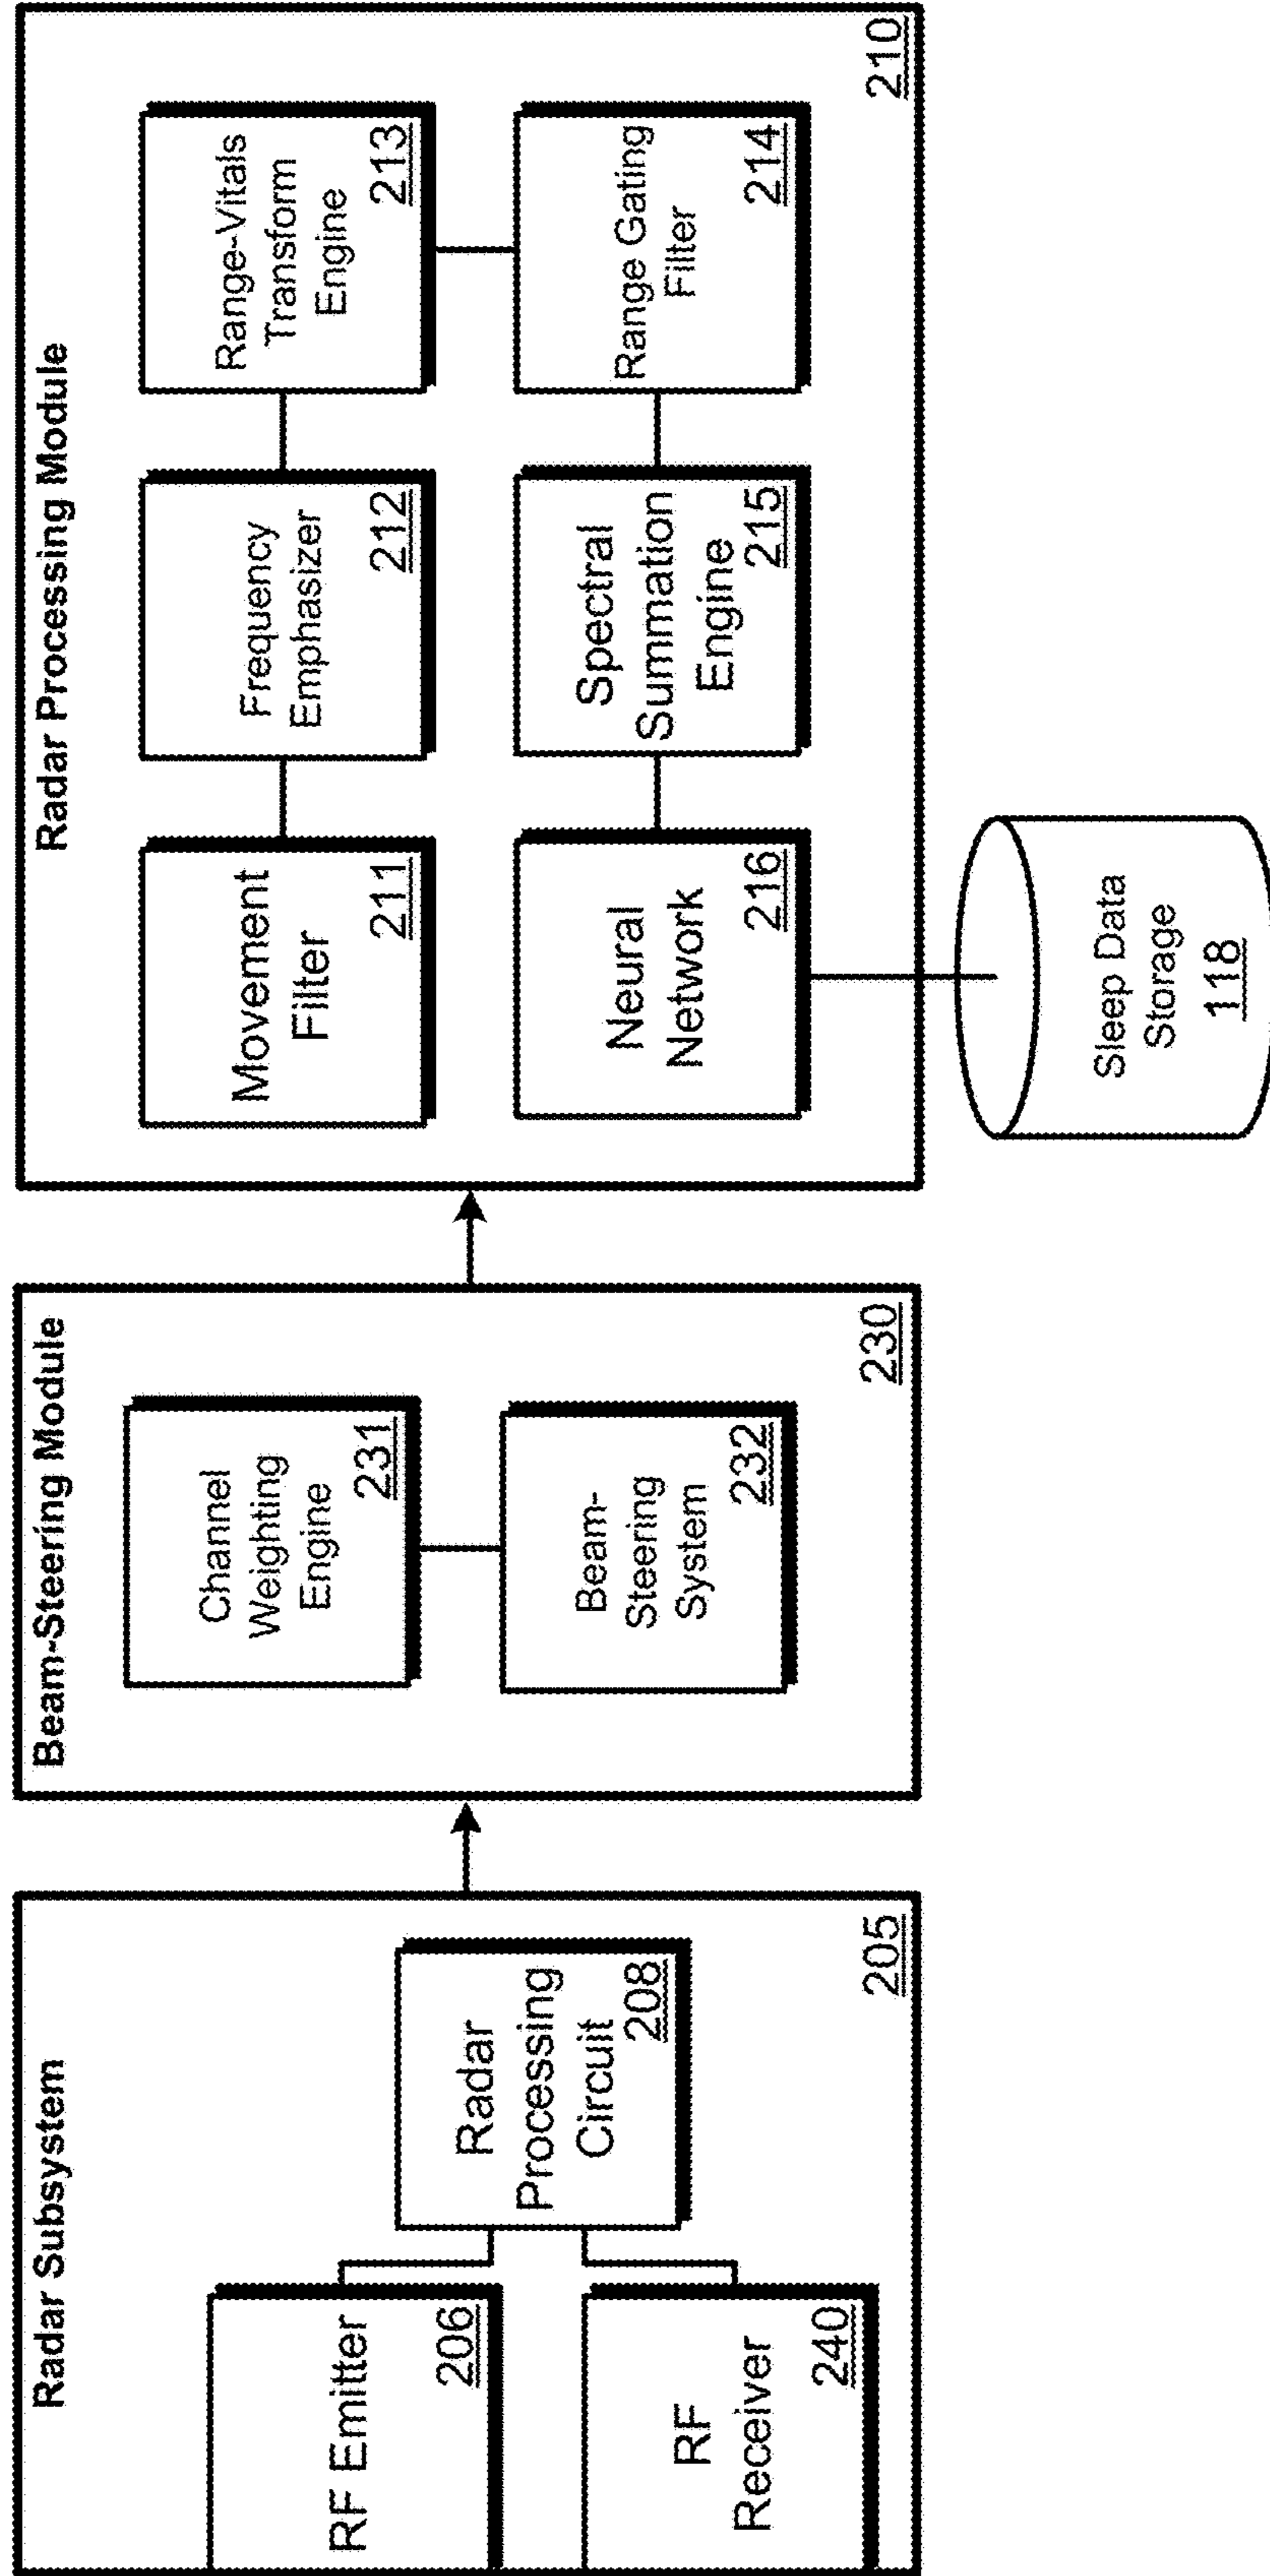 Radar Subsystem
RF Emitter
206
RF
Receiver
240
Radar
Processing
Circuit
208
205
Beam-Steering Module
Channel
Weighting
Engine
231
Beam-
Steering
System
232
230
Radar Processing Module
Movement
Filter
211
Frequency
Emphasizer
212
Range-Vitals
Transform
Engine
213
Neural
Network
216
Spectral
Summation
Engine
215
Range Gating
Filter
214
210
Sleep Data
Storage
118